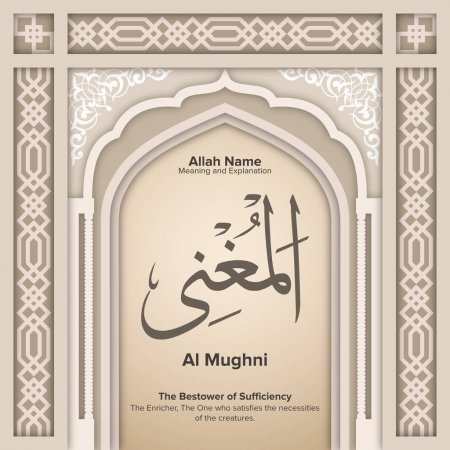 Allah Name
Meaning and Explanation
اَلْمُغْنِى
Al Mughni
The Bestower of Sufficiency
The Enricher, The One who satisfies the necessities
of the creatures.